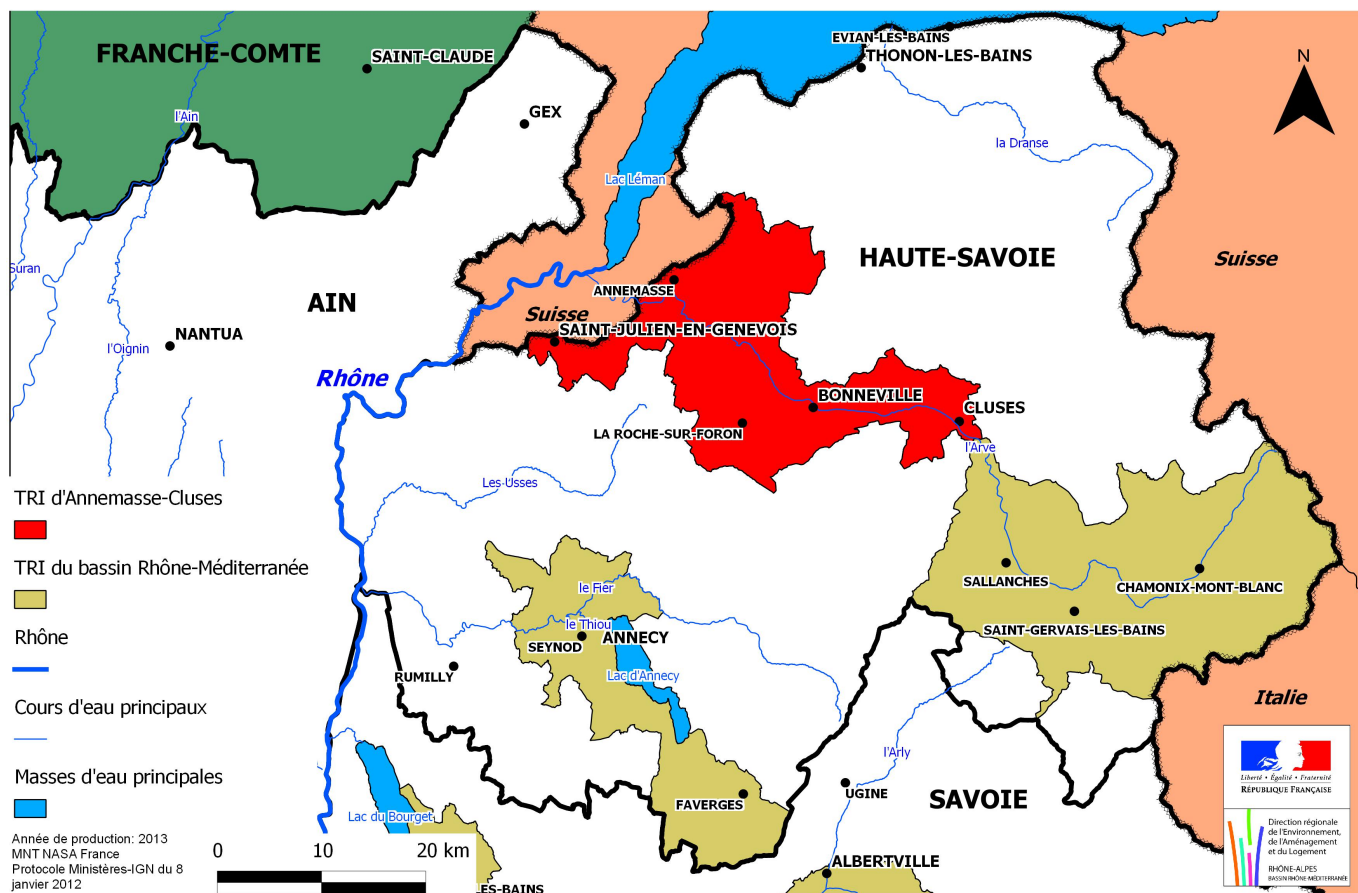 FRANCHE-COMTE
SAINT-CLAUDE
EVIAN-LES-BAINS
THONON-LES-BAINS
N
l'Ain
GEX
la Dranse
Lac Léman
HAUTE-SAVOIE
Suisse
Suran
ANNEMASSE
AIN
Suisse
SAINT-JULIEN-EN-GENEVOIS
NANTUA
l'Oignin
Rhône
BONNEVILLE
CLUSES
LA ROCHE-SUR-FORON
l'Arve
Les Usses
TRI d'Annemasse-Cluses
TRI du bassin Rhône-Méditerranée
Rhône
Cours d'eau principaux
Masses d'eau principales
SALLANCHES
CHAMONIX-MONT-BLANC
SAINT-GERVAIS-LES-BAINS
le Fier
le Thiou
SEYNOD
ANNECY
RUMILLY
Lac d'Annecy
Italie
l'Arly
UGINE
SAVOIE
FAVERGES
Lac du Bourget
ALBERTVILLE
LES-BAINS
Année de production: 2013
MNT NASA France
Protocole Ministères-IGN du 8
janvier 2012
0 10 20 km
Liberté • Égalité • Fraternité
RÉPUBLIQUE FRANÇAISE
Direction régionale
de l'Environnement,
de l'Aménagement
et du Logement
RHÔNE-ALPES
BASSIN RHÔNE-MÉDITERRANÉE